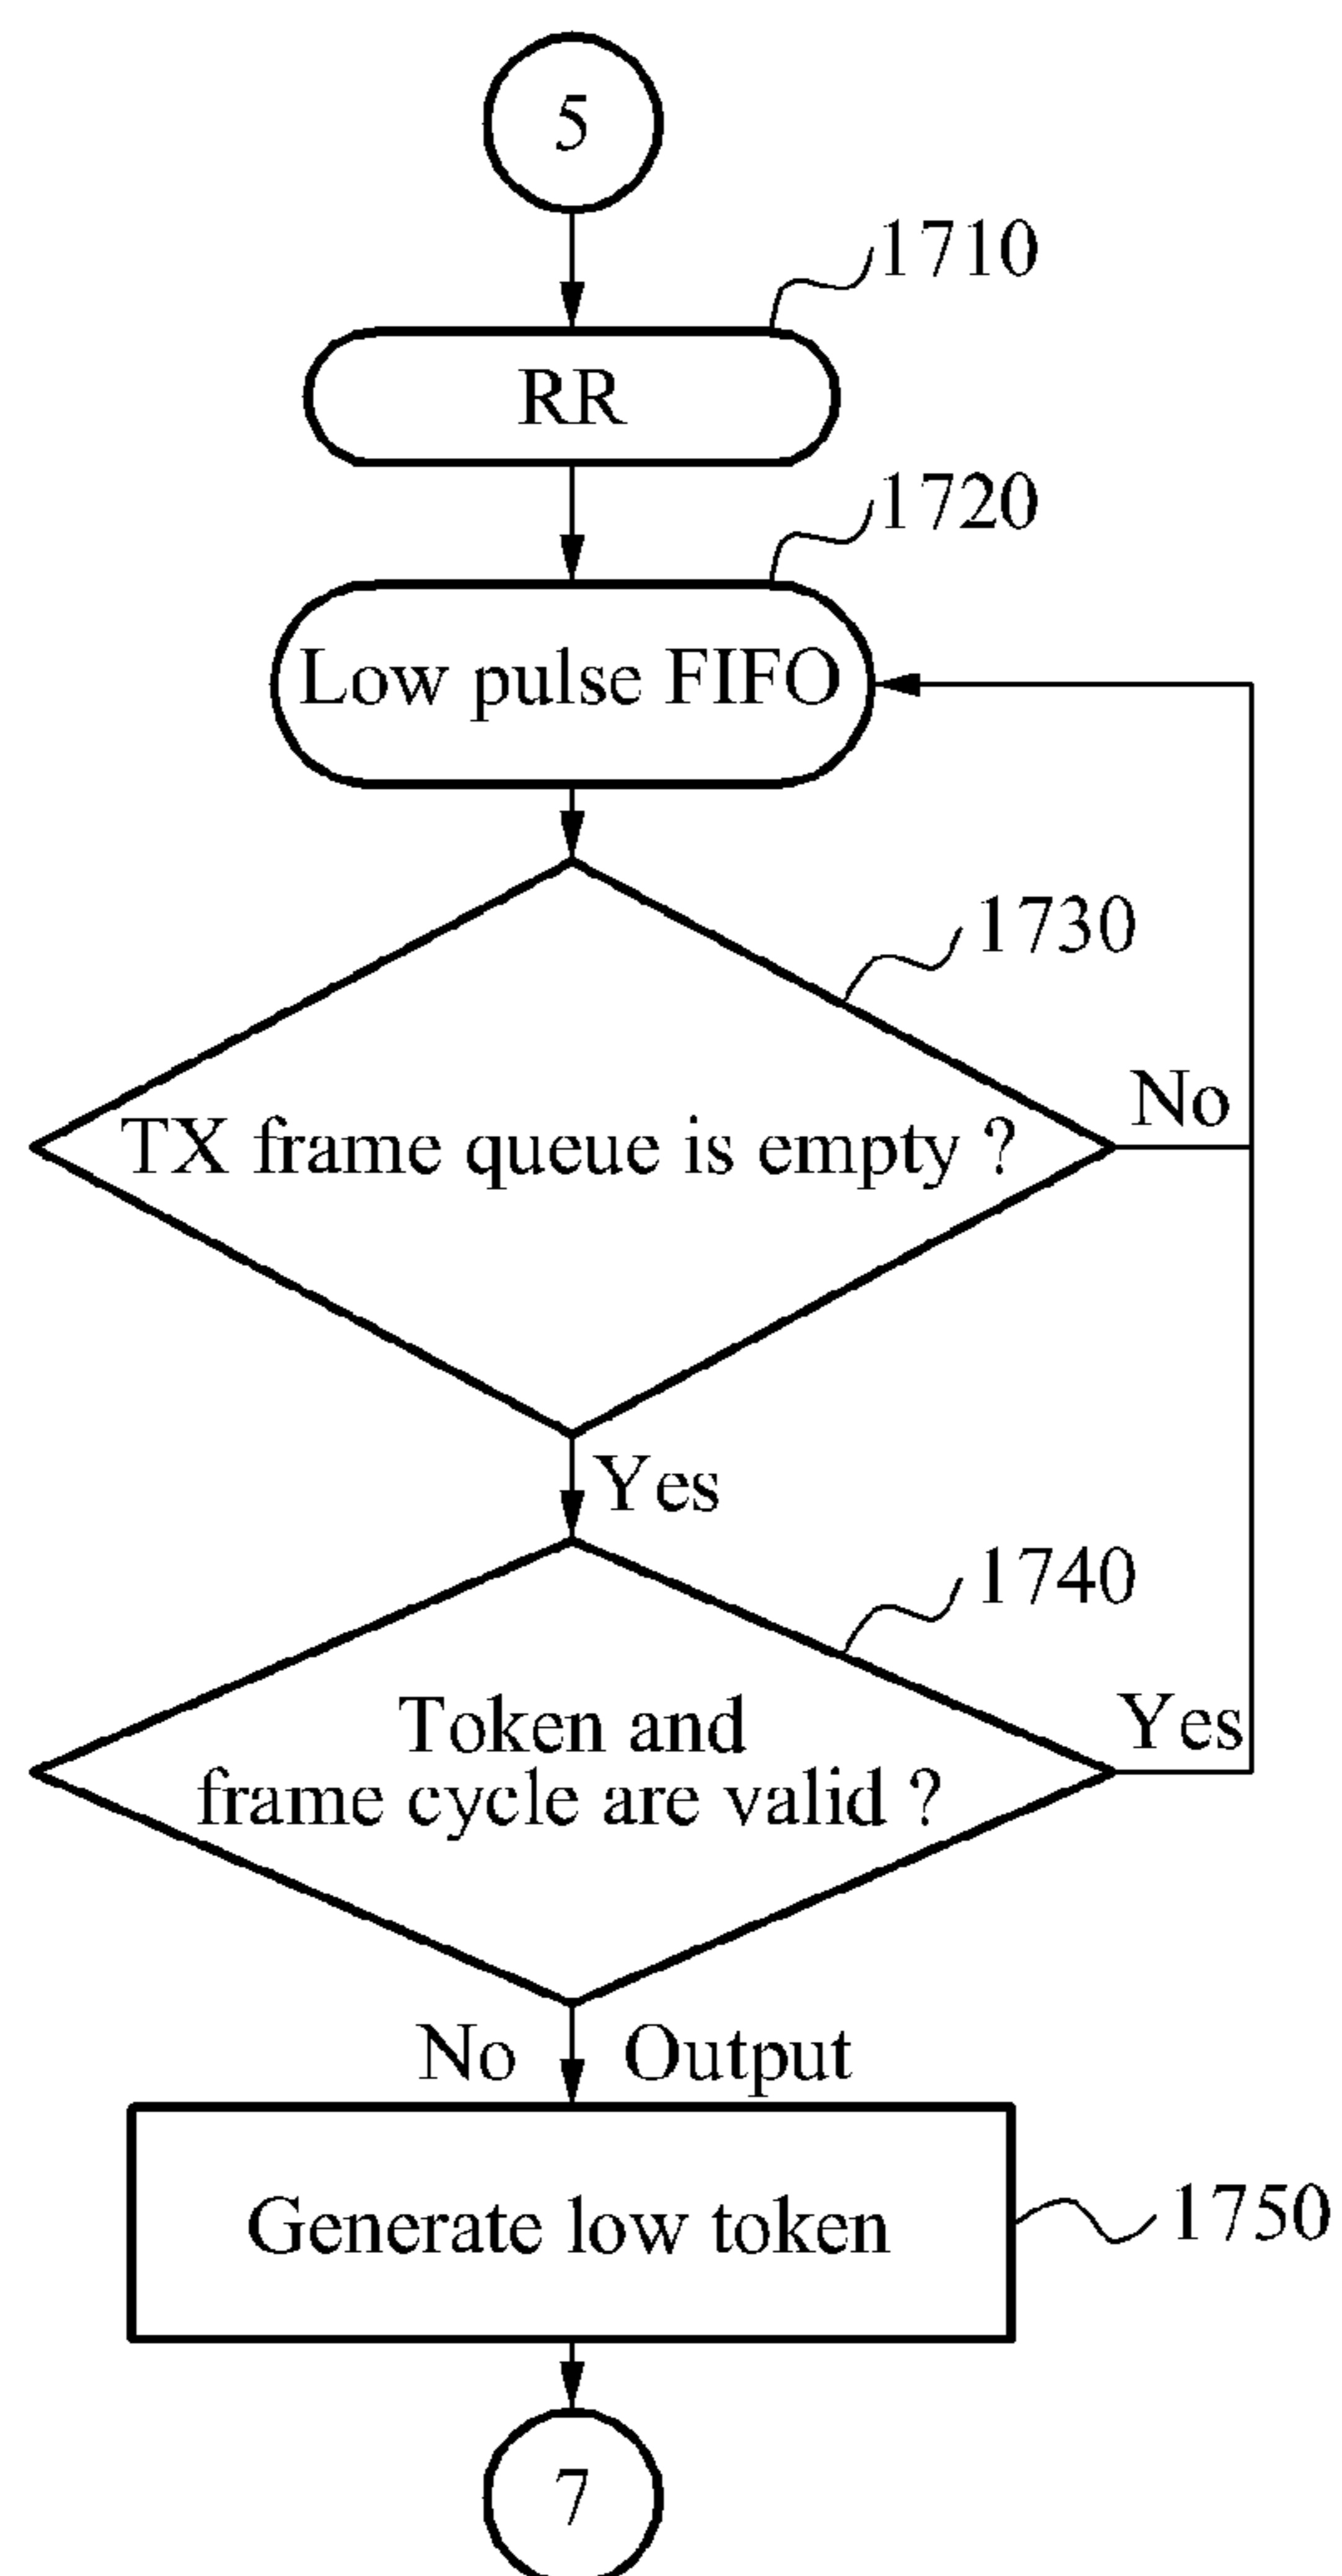 5
1710
RR
1720
Low pulse FIFO
1730
No
TX frame queue is empty ?
Yes
1740
Yes
Token and
frame cycle are valid ?
No Output
Generate low token
1750
7